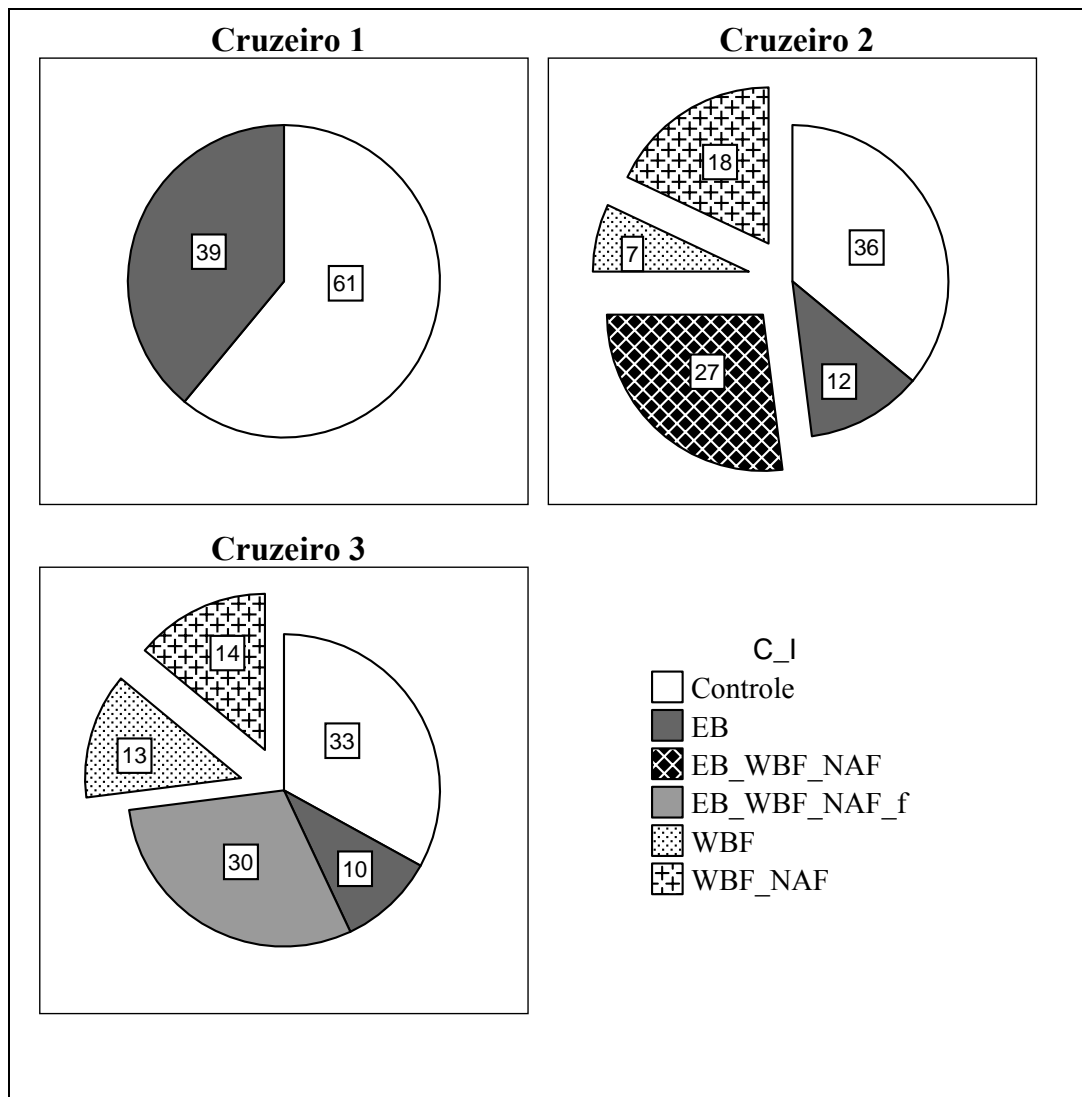 Cruzeiro 1
39
61
Cruzeiro 2
18
36
7
27
12
Cruzeiro 3
14
33
13
30
10
C_I
Controle
EB
EB_WBF_NAF
EB_WBF_NAF_f
WBF
WBF_NAF